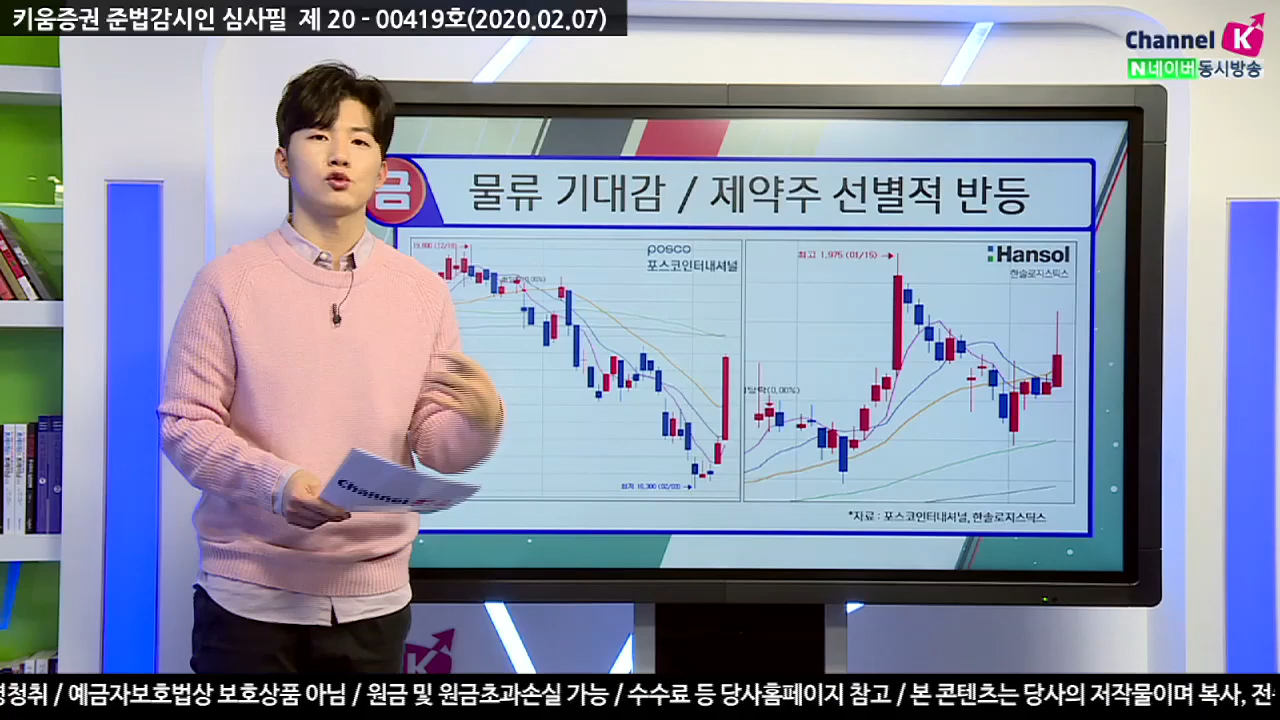 키움증권 준법감시인 심사필 제 20 - 00419호(2020.02.07)
Channel K
N 네이버 동시방송
금
물류 기대감 / 제약주 선별적 반등
posco
포스코인터내셔널
최고 1,975 (01/15)
Hansol
한솔로지스틱스
(0.00%)
*자료 : 포스코인터내셔널, 한솔로지스틱스
Channel K
K
명청취 / 예금자보호법상 보호상품 아님 / 원금 및 원금초과손실 가능 / 수수료 등 당사홈페이지 참고 / 본 콘텐츠는 당사의 저작물이며 복사, 전